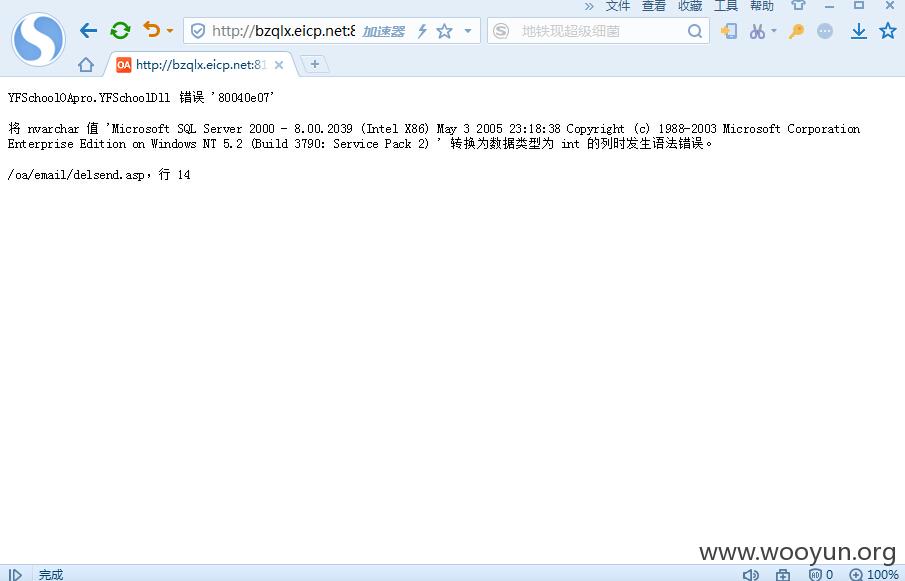 » 文件 查看 收藏 工具 帮助
http://bzqlx.eicp.net:8 加速器 地铁现超级细菌
OA http://bzqlx.eicp.net:81
YFSchoolOApro.YFSchoolDll 错误 '80040e07'
将 nvarchar 值 'Microsoft SQL Server 2000 - 8.00.2039 (Intel X86) May 3 2005 23:18:38 Copyright (c) 1988-2003 Microsoft Corporation
Enterprise Edition on Windows NT 5.2 (Build 3790: Service Pack 2) ' 转换为数据类型为 int 的列时发生语法错误。
/oa/email/delsend.asp，行 14
www.wooyun.org
完成 0 100%